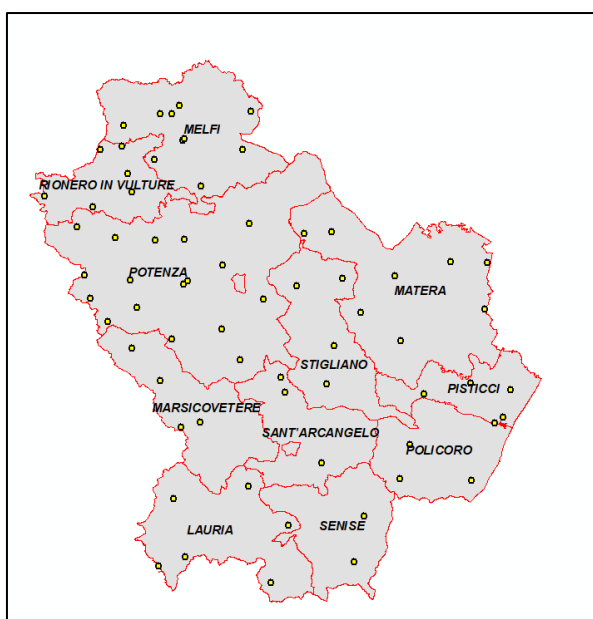 MELFI
RIONERO IN VULTURE
POTENZA
MATERA
STIGLIANO
PISTICCI
MARSICOVETERE
SANT'ARCANGELO
POLICORO
LAURIA
SENISE